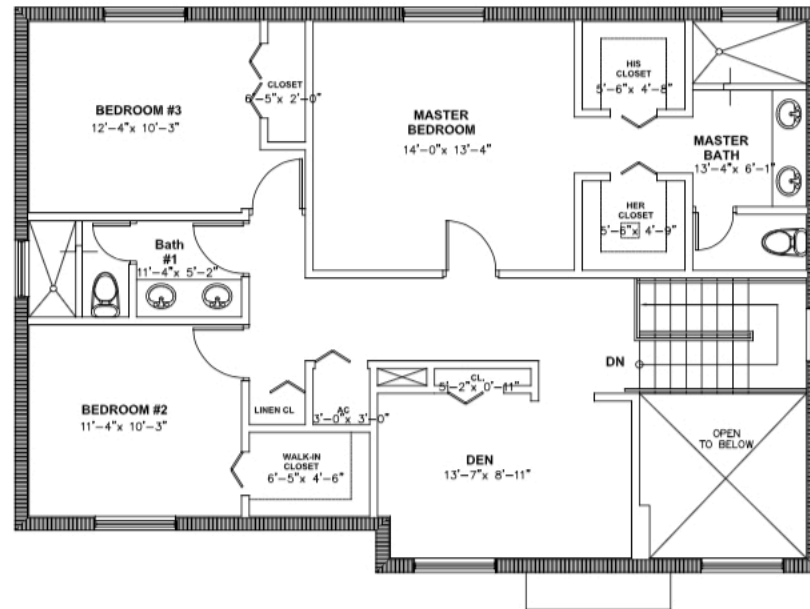 BEDROOM #3
12'-4"x 10'-3"
CLOSET
6'-5"x 2'-0"
MASTER
BEDROOM
14'-0"x 13'-4"
HIS
CLOSET
5'-6"x 4'-8"
MASTER
BATH
13'-4"x 6'-1"
HER
CLOSET
5'-6"x 4'-9"
Bath
#1
11'-4"x 5'-2"
BEDROOM #2
11'-4"x 10'-3"
LINEN CL
AC
3'-0"x 3'-0"
CL.
5'-2"x 0'-11"
DN
WALK-IN
CLOSET
6'-5"x 4'-6"
DEN
13'-7"x 8'-11"
OPEN
TO BELOW